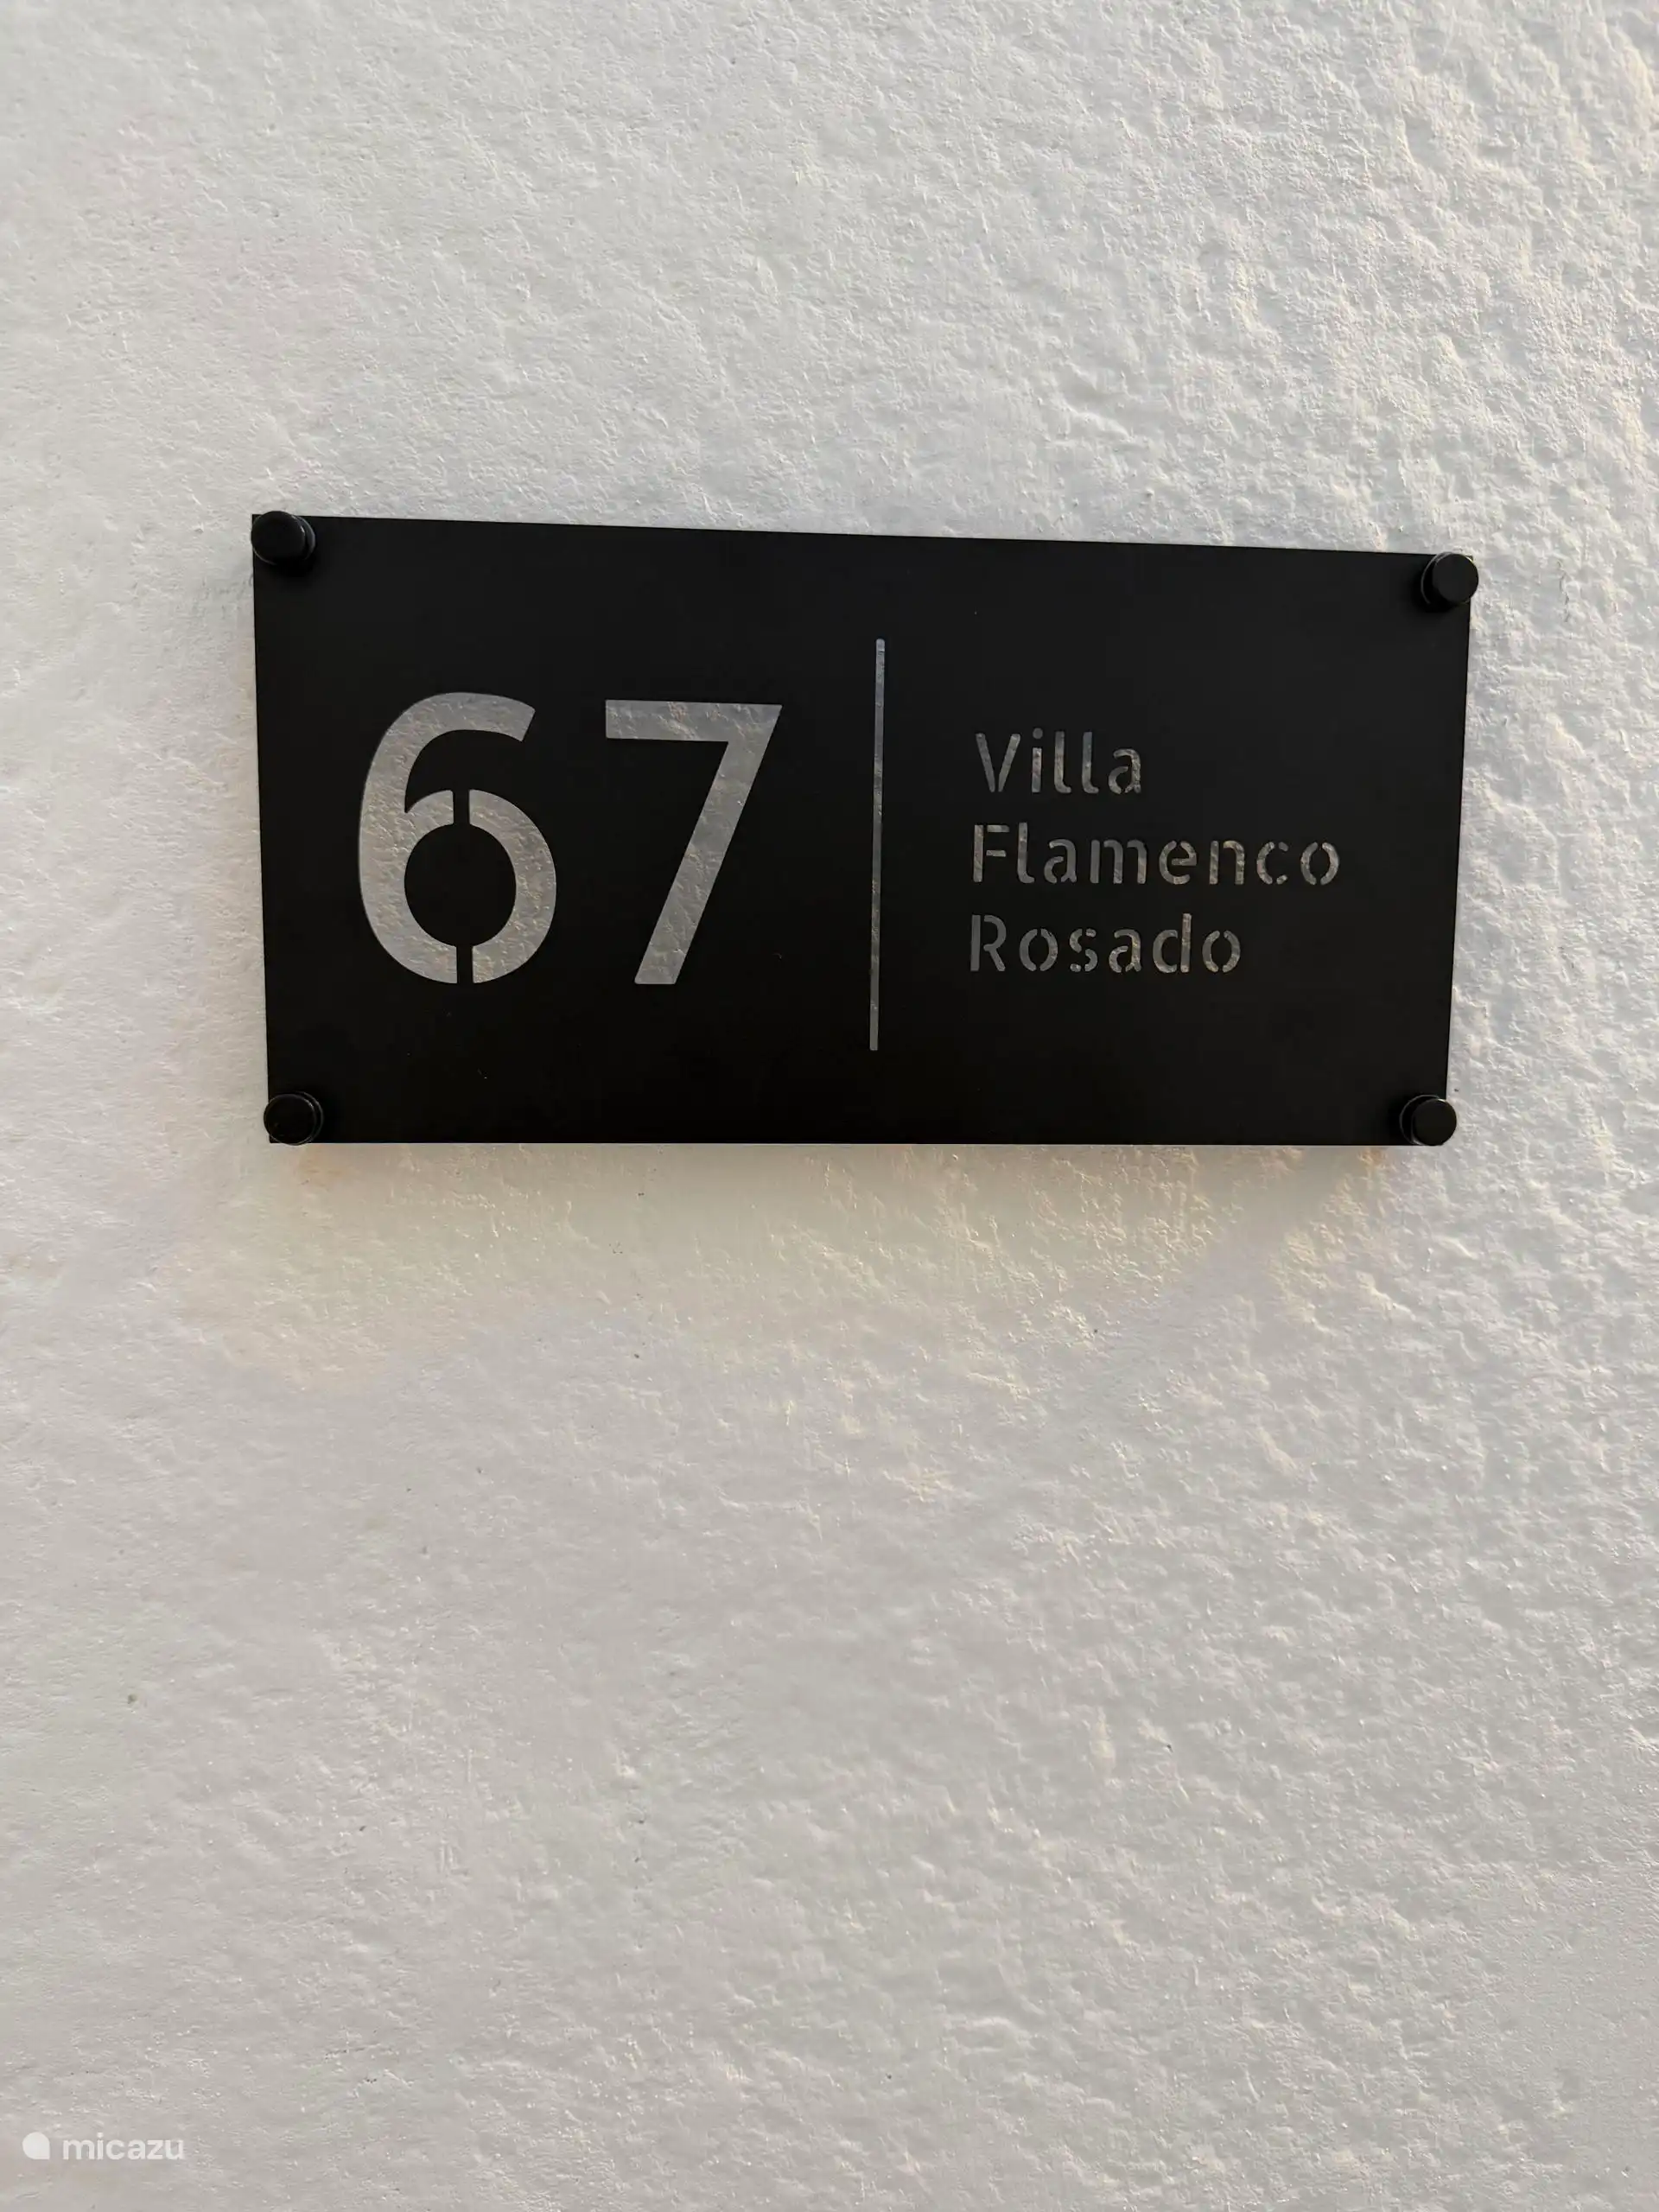 67
Villa
Flamenco
Rosado
micazu